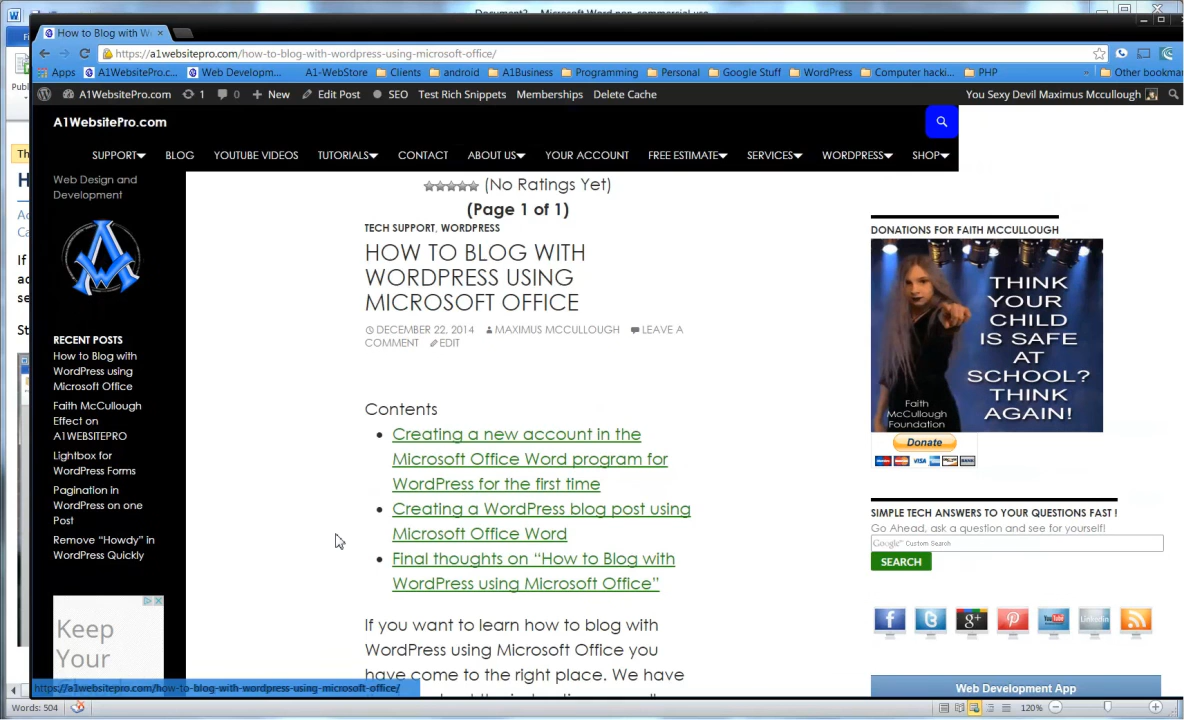 Document2 - Microsoft Word non-commercial use
How to Blog with W
https://a1websitepro.com/how-to-blog-with-wordpress-using-microsoft-office/
Apps A1WebsitePro.c... Web Developm... A1-WebStore Clients android A1Business Programming Personal Google Stuff WordPress Computer hacki... PHP » Other bookmar
A1WebsitePro.com 1 0 New Edit Post SEO Test Rich Snippets Memberships Delete Cache You Sexy Devil Maximus Mccullough
A1WebsitePro.com
SUPPORT BLOG YOUTUBE VIDEOS TUTORIALS CONTACT ABOUT US YOUR ACCOUNT FREE ESTIMATE SERVICES WORDPRESS SHOP
Web Design and
Development
RECENT POSTS
How to Blog with
WordPress using
Microsoft Office
Faith McCullough
Effect on
A1WEBSITEPRO
Lightbox for
WordPress Forms
Pagination in
WordPress on one
Post
Remove “Howdy” in
WordPress Quickly
Keep
Your
(No Ratings Yet)
(Page 1 of 1)
TECH SUPPORT, WORDPRESS
HOW TO BLOG WITH
WORDPRESS USING
MICROSOFT OFFICE
DECEMBER 22, 2014 MAXIMUS MCCULLOUGH LEAVE A
COMMENT EDIT
Contents
Creating a new account in the
Microsoft Office Word program for
WordPress for the first time
Creating a WordPress blog post using
Microsoft Office Word
Final thoughts on “How to Blog with
WordPress using Microsoft Office”
If you want to learn how to blog with
WordPress using Microsoft Office you
have come to the right place. We have
DONATIONS FOR FAITH MCCULLOUGH
THINK
YOUR
CHILD
IS SAFE
AT
SCHOOL?
THINK
AGAIN!
Faith
McCullough
Foundation
Donate
VISA
SIMPLE TECH ANSWERS TO YOUR QUESTIONS FAST !
Go Ahead, ask a question and see for yourself!
Google Custom Search
SEARCH
f g+ YouTube Linkedin
Web Development App
https://a1websitepro.com/how-to-blog-with-wordpress-using-microsoft-office/
Words: 504 120%